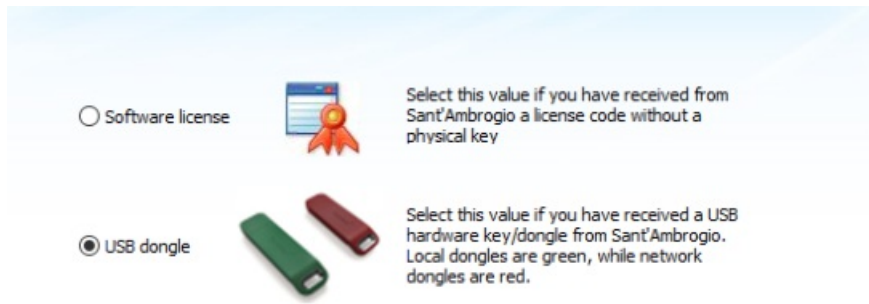 Software license
Select this value if you have received from
Sant'Ambrogio a license code without a
physical key
USB dongle
Select this value if you have received a USB
hardware key/dongle from Sant'Ambrogio.
Local dongles are green, while network
dongles are red.